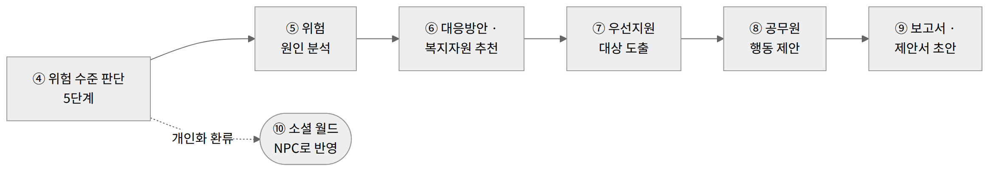 ④ 위험 수준 판단
5단계
⑤ 위험
원인 분석
⑥ 대응방안 ·
복지자원 추천
⑦ 우선지원
대상 도출
⑧ 공무원
행동 제안
⑨ 보고서 ·
제안서 초안
개인화 환류
⑩ 소셜 월드
NPC로 반영